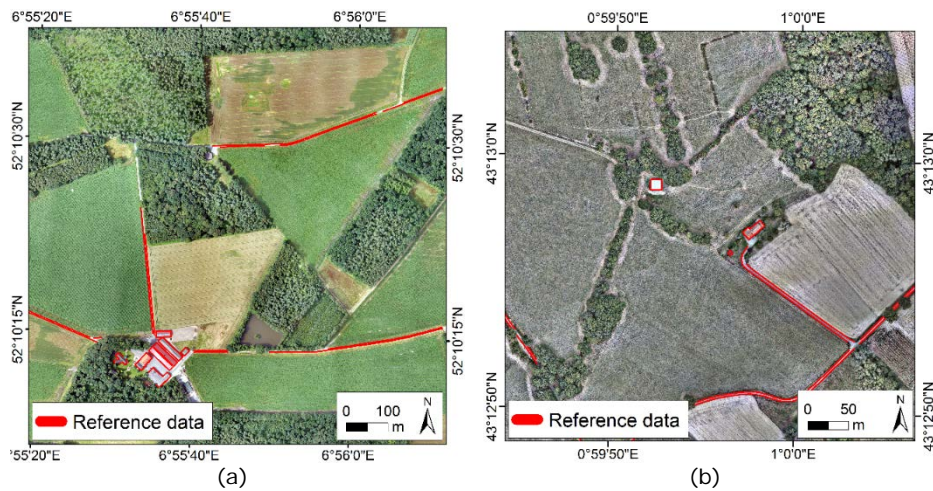 6°55'20"E 6°55'40"E 6°56'0"E
52°10'30"N 52°10'30"N
52°10'15"N 52°10'15"N
Reference data
0 100
m
N
6°55'20"E 6°55'40"E 6°56'0"E
(a)
0°59'50"E 1°0'0"E
43°13'0"N 43°13'0"N
43°12'50"N 43°12'50"N
Reference data
0 50
m
N
0°59'50"E 1°0'0"E
(b)